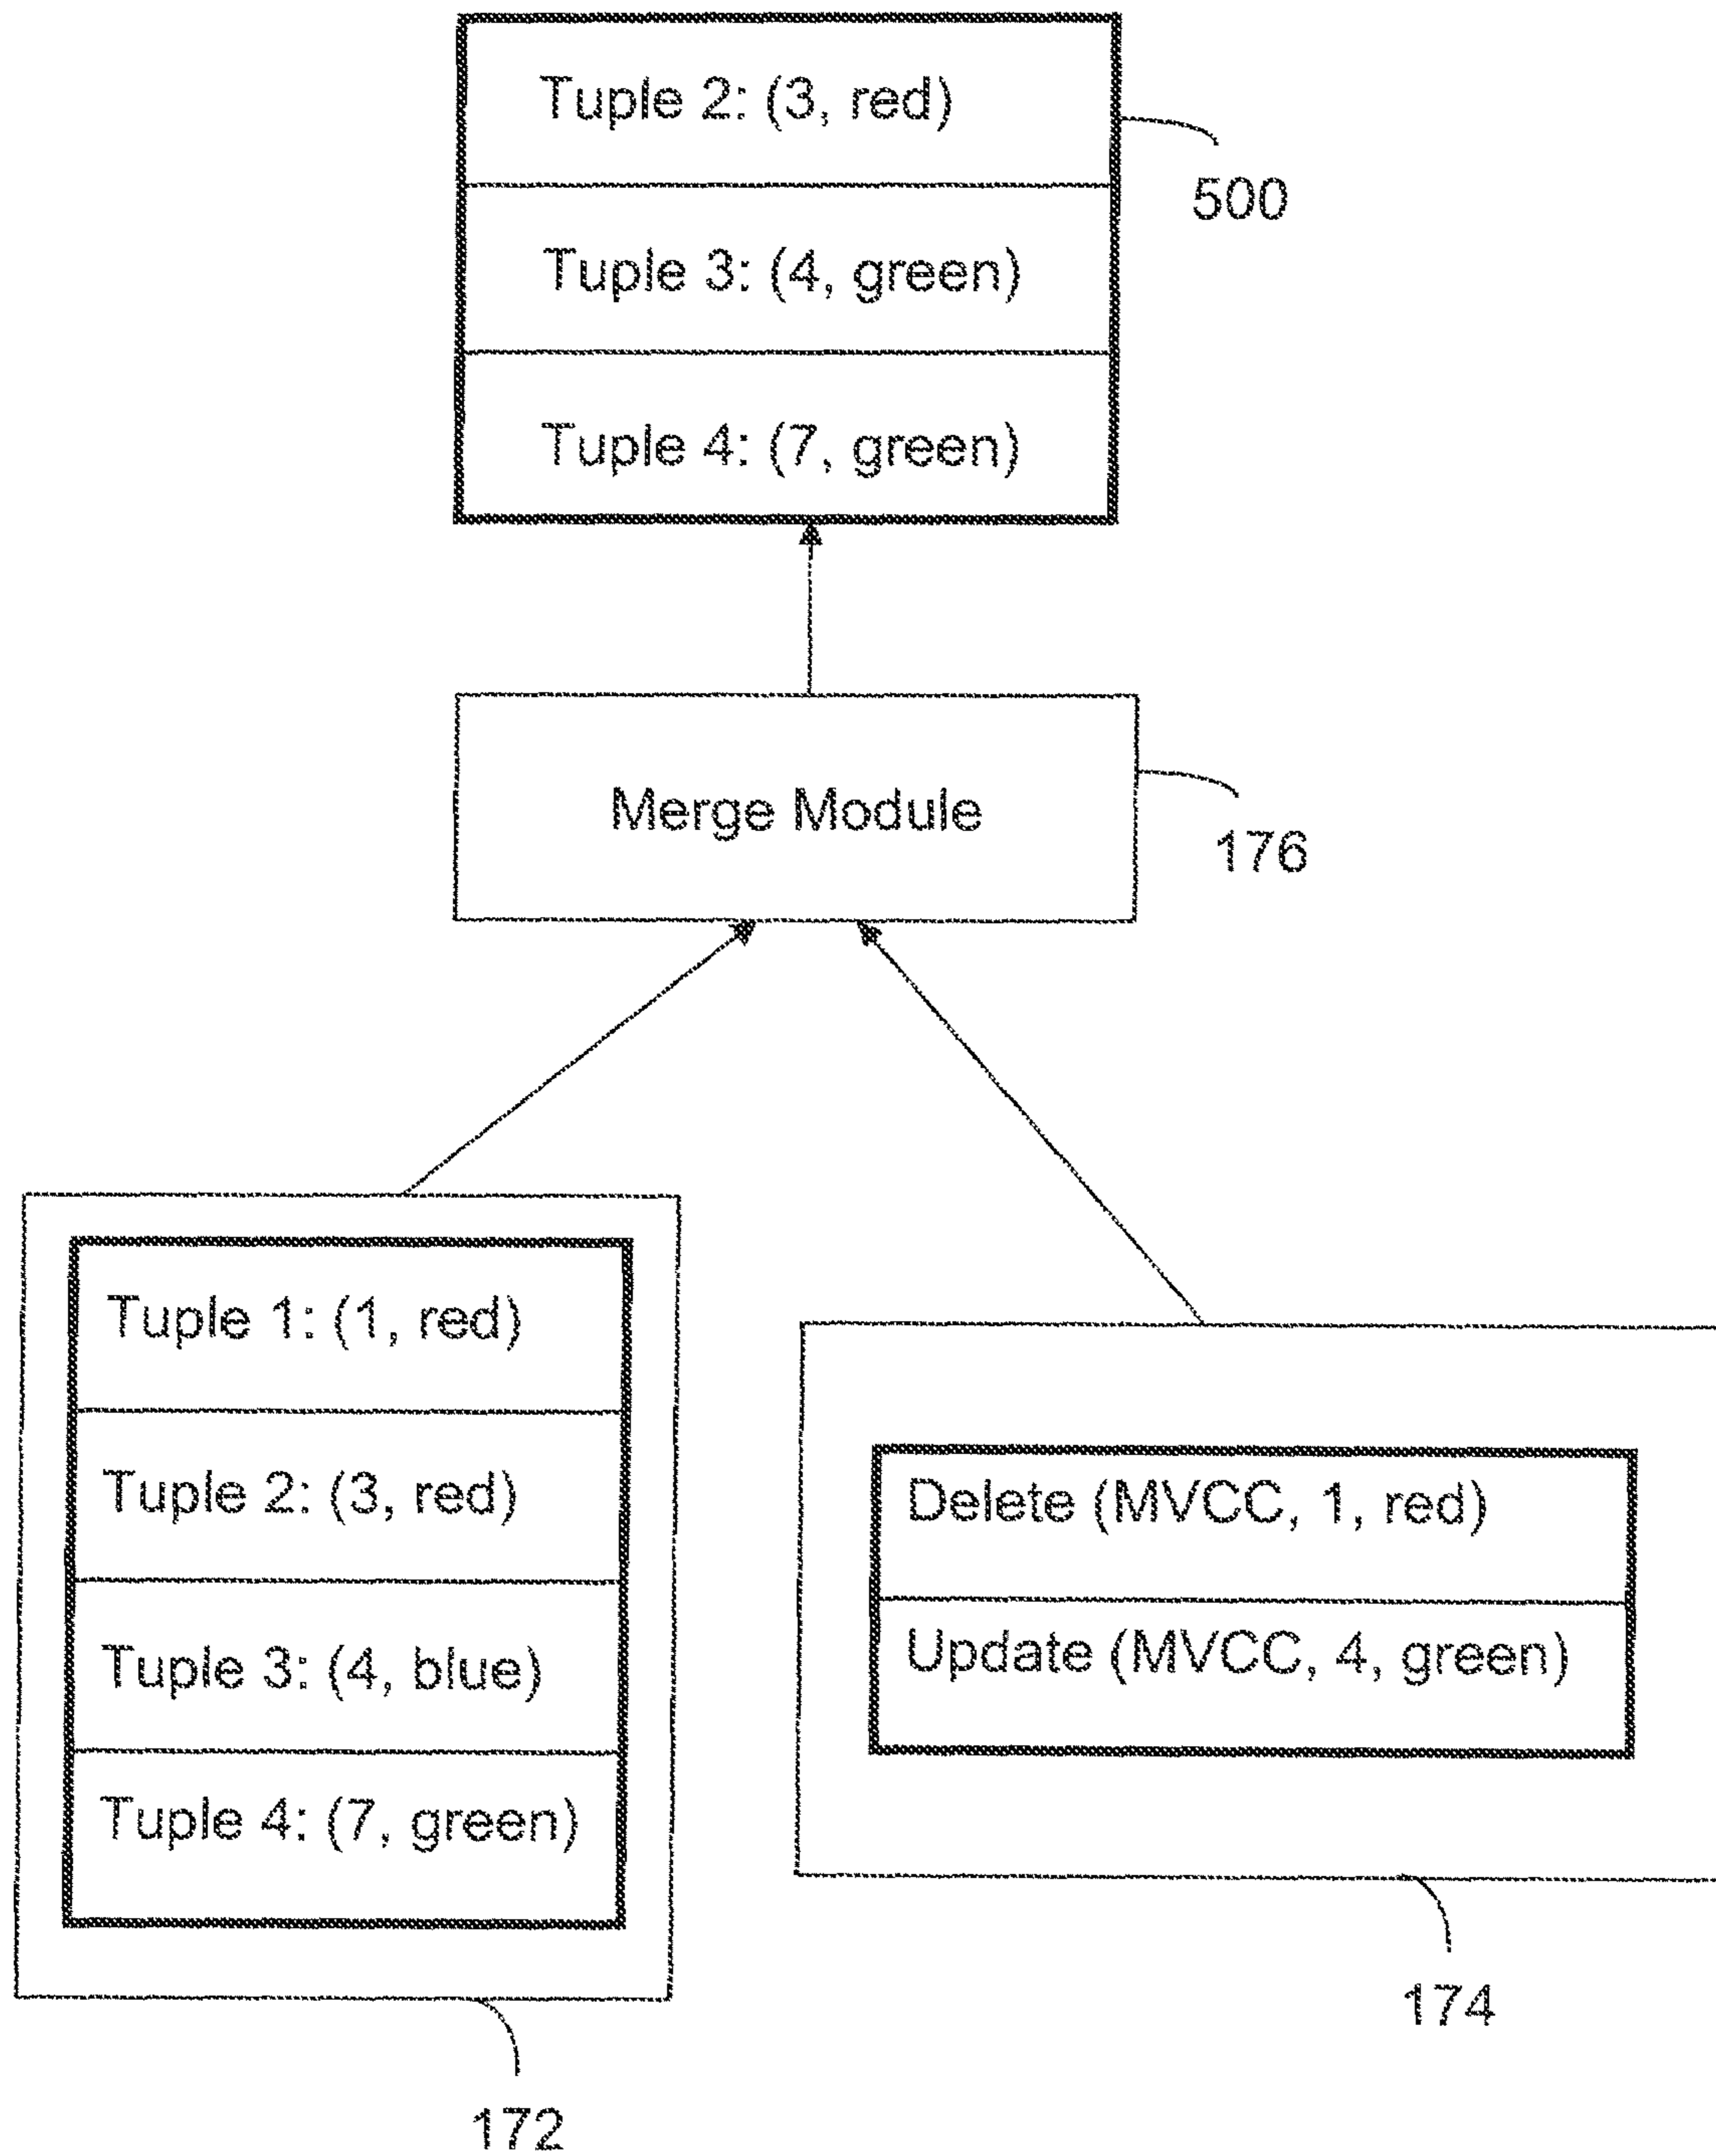 Tuple 2: (3, red)
500
Tuple 3: (4, green)
Tuple 4: (7, green)
Merge Module
176
Tuple 1: (1, red)
Tuple 2: (3, red)
Tuple 3: (4, blue)
Tuple 4: (7, green)
172
Delete (MVCC, 1, red)
Update (MVCC, 4, green)
174